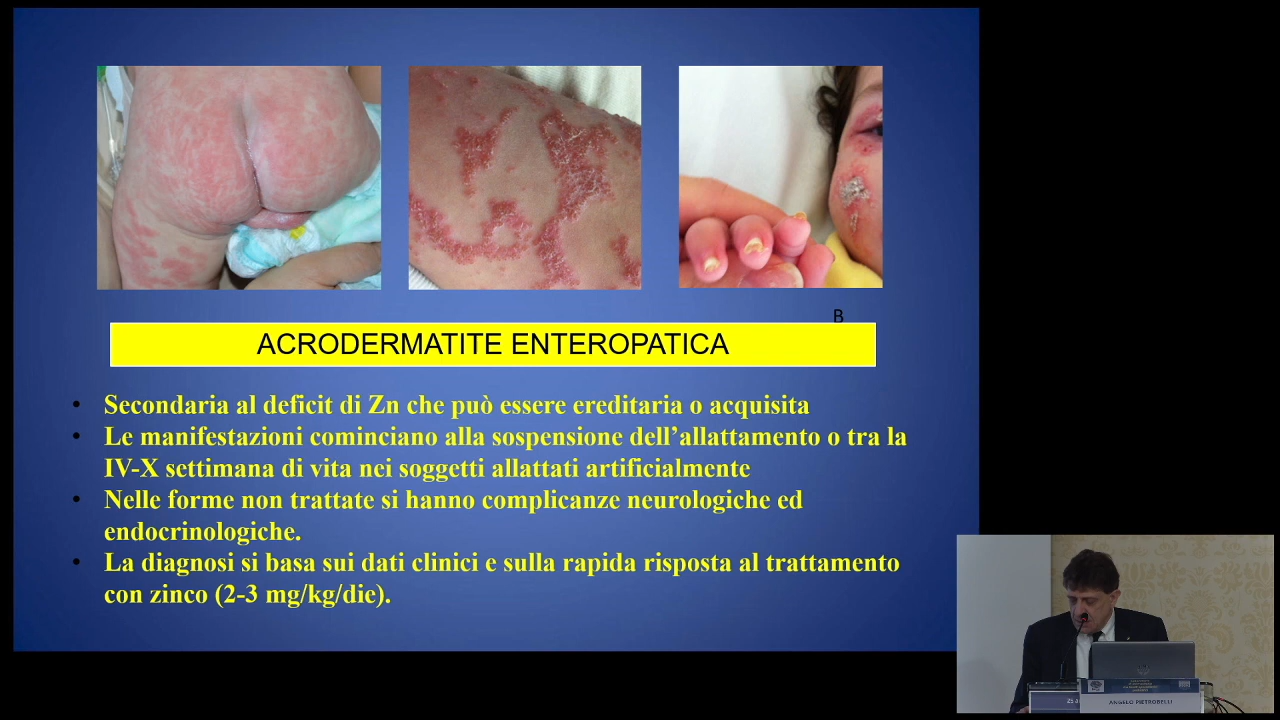 B
ACRODERMATITE ENTEROPATICA
• Secondaria al deficit di Zn che può essere ereditaria o acquisita
• Le manifestazioni cominciano alla sospensione dell’allattamento o tra la
IV-X settimana di vita nei soggetti allattati artificialmente
• Nelle forme non trattate si hanno complicanze neurologiche ed
endocrinologiche.
• La diagnosi si basa sui dati clinici e sulla rapida risposta al trattamento
con zinco (2-3 mg/kg/die).
ANGELO PIETROBELLI